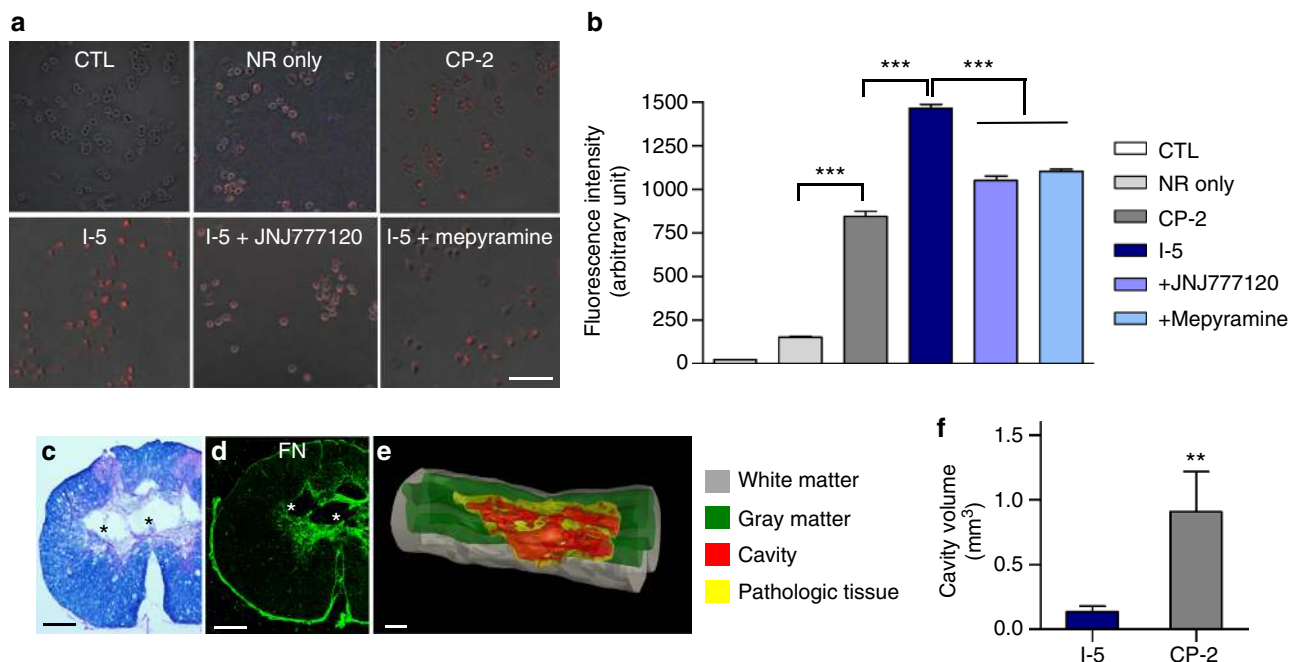 a
CTL
NR only
CP-2
I-5
I-5 + JNJ777120
I-5 + mepyramine
b
Fluorescence intensity
(arbitrary unit)
1500
1250
1000
750
500
250
0
***
***
***
CTL
NR only
CP-2
I-5
+JNJ777120
+Mepyramine
c
*
*
d
FN
*
*
e
White matter
Gray matter
Cavity
Pathologic tissue
f
Cavity volume
(mm³)
1.5
1.0
0.5
0.0
**
I-5
CP-2